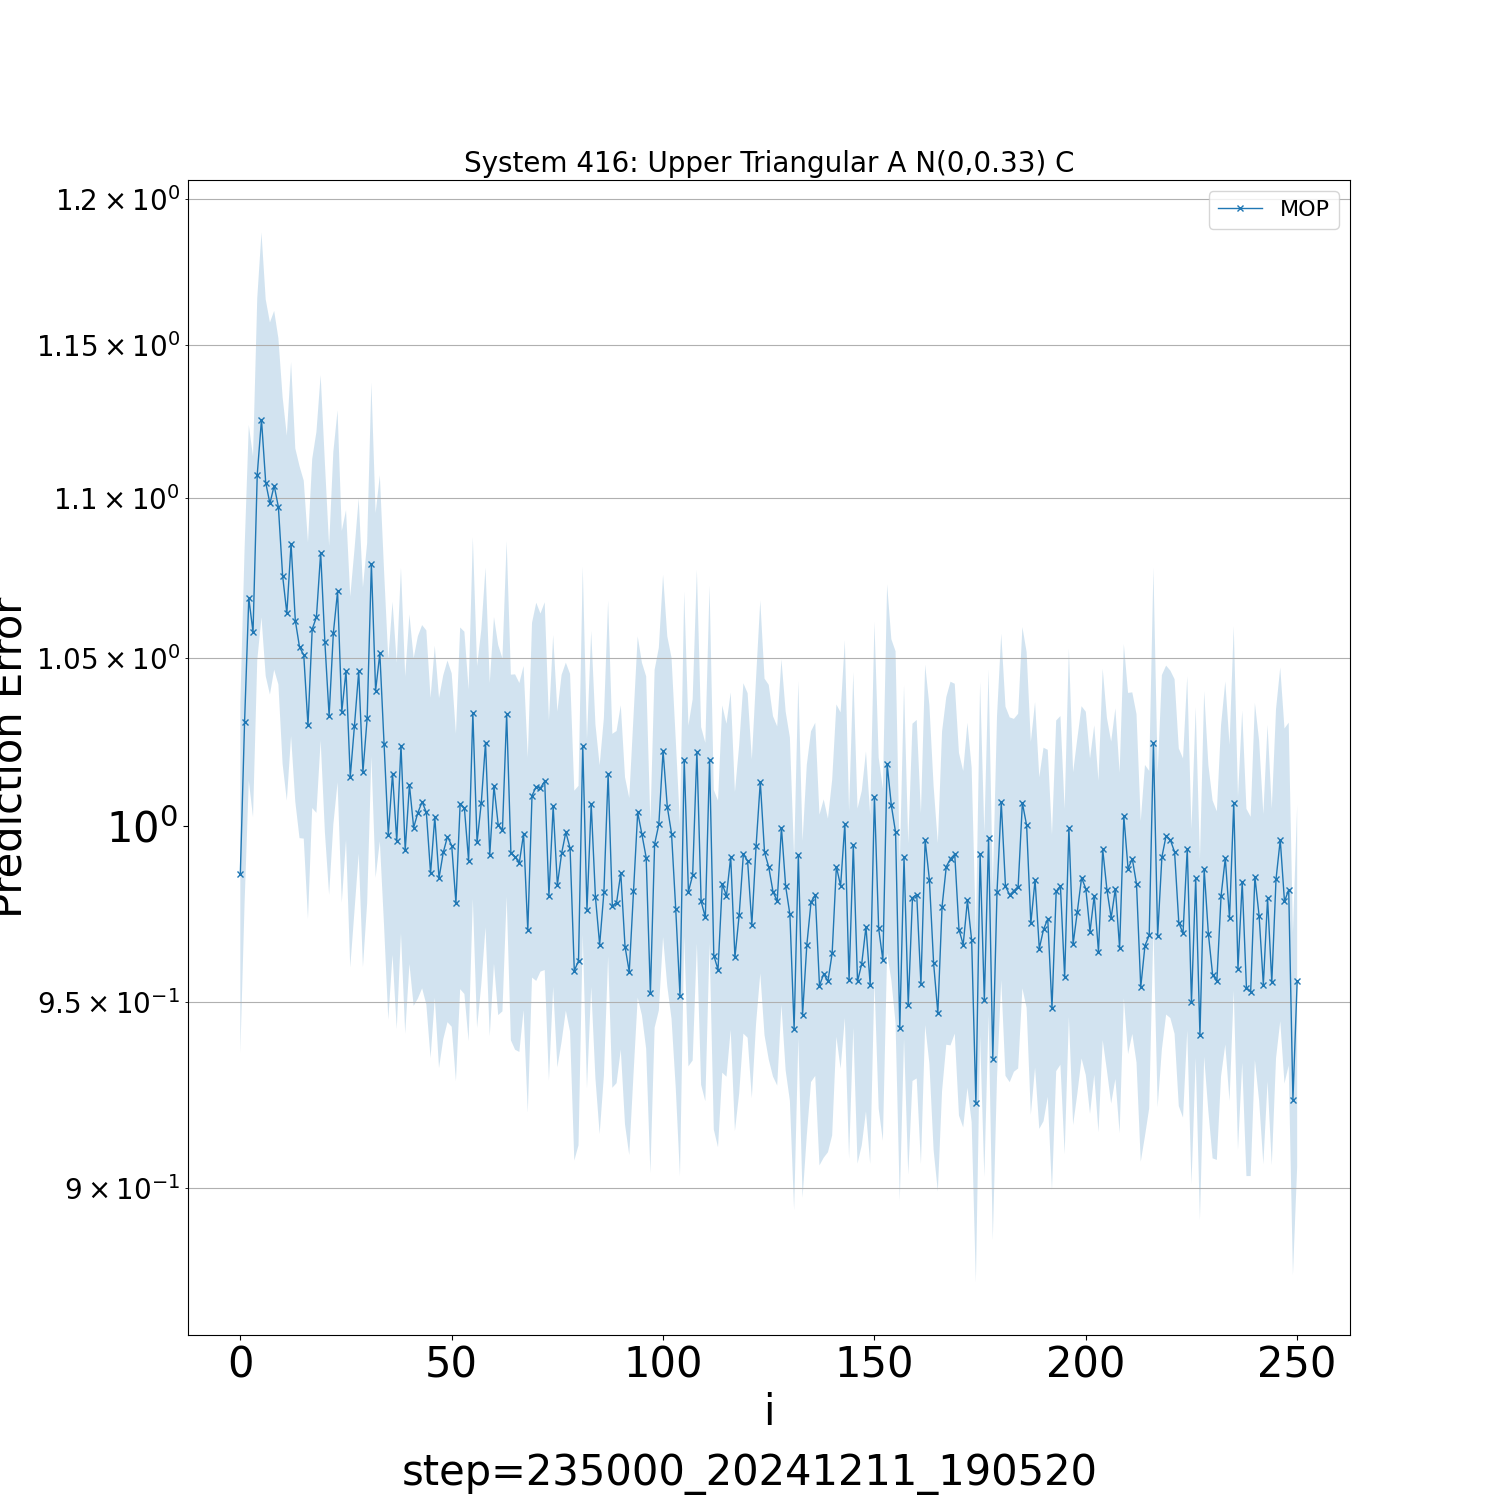 System 416: Upper Triangular A N(0,0.33) C
MOP
1.2 × 10⁰
1.15 × 10⁰
1.1 × 10⁰
1.05 × 10⁰
10⁰
9.5 × 10⁻¹
9 × 10⁻¹
Prediction Error
0 50 100 150 200 250
i
step=235000_20241211_190520